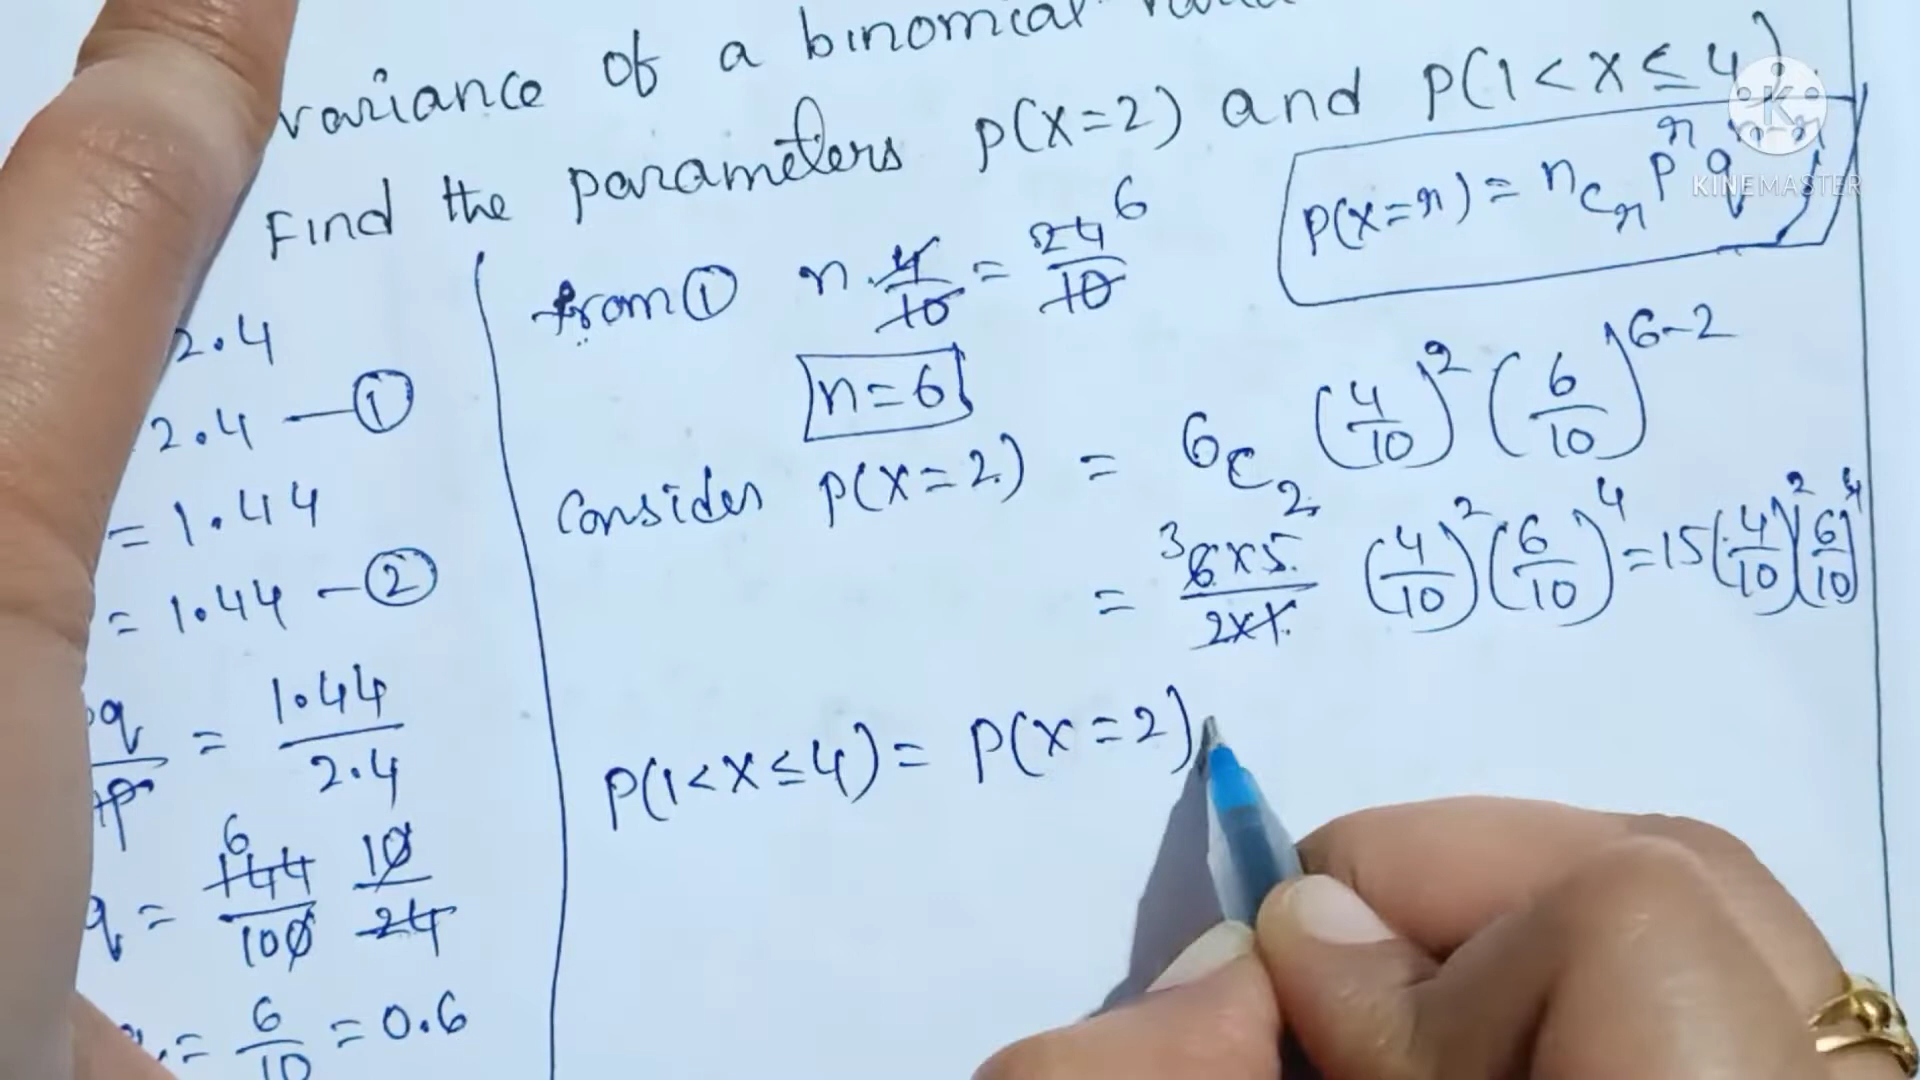 variance of a binomial
Find the parameters P(X=2) and P(1<X≤4)
P(X=r) = nCr p^r q^n-r
KINEMASTER
2.4
2.4 — ①
= 1.44
= 1.44 — ②
q/p = 1.44/2.4
q = 144/100 10/24 6
= 6/10 = 0.6
from ① n 4/10 = 24/10 6
n=6
Consider P(X=2) = 6C2 (4/10)^2 (6/10)^6-2
= 3 6×5/2×1 (4/10)^2 (6/10)^4 = 15(4/10)^2 (6/10)^4
P(1<X≤4) = P(X=2)